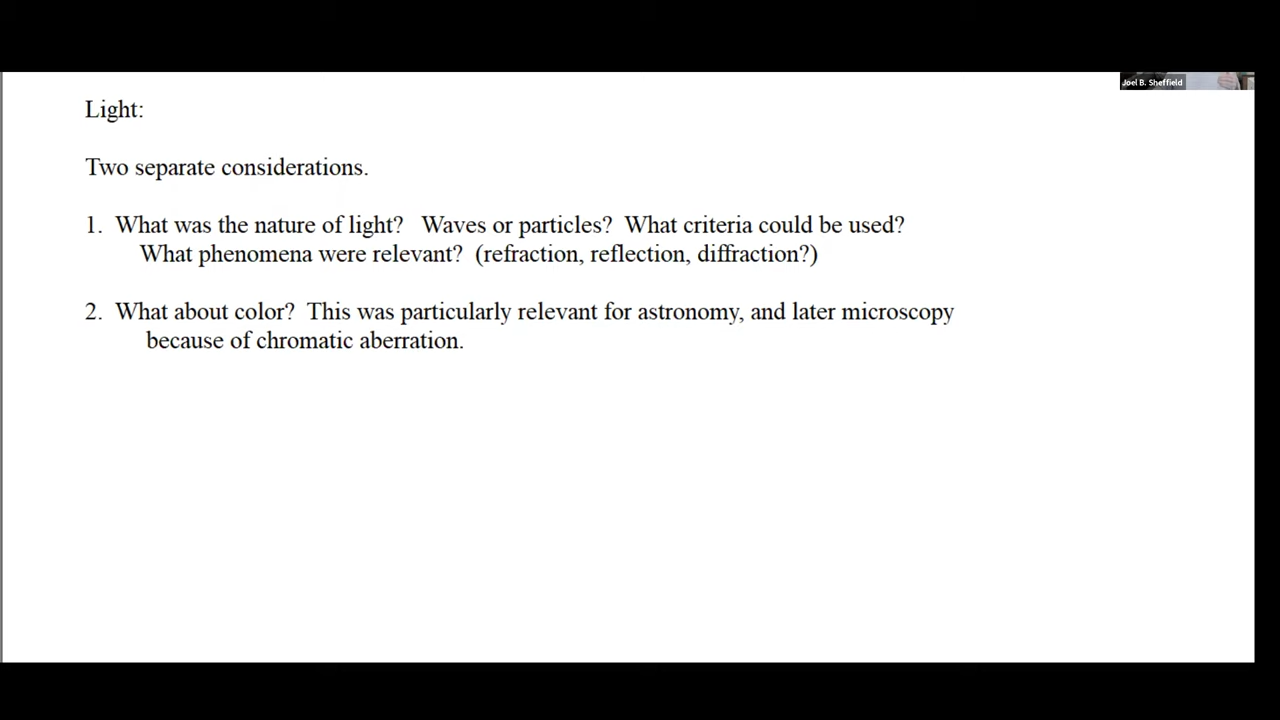 Joel B. Sheffield
Light:
Two separate considerations.
1. What was the nature of light? Waves or particles? What criteria could be used?
What phenomena were relevant? (refraction, reflection, diffraction?)
2. What about color? This was particularly relevant for astronomy, and later microscopy
because of chromatic aberration.